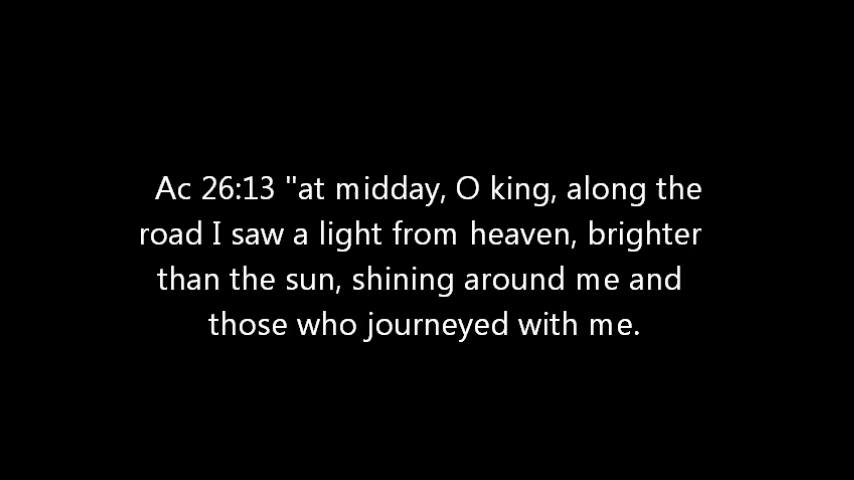 Ac 26:13 "at midday, O king, along the
road I saw a light from heaven, brighter
than the sun, shining around me and
those who journeyed with me.